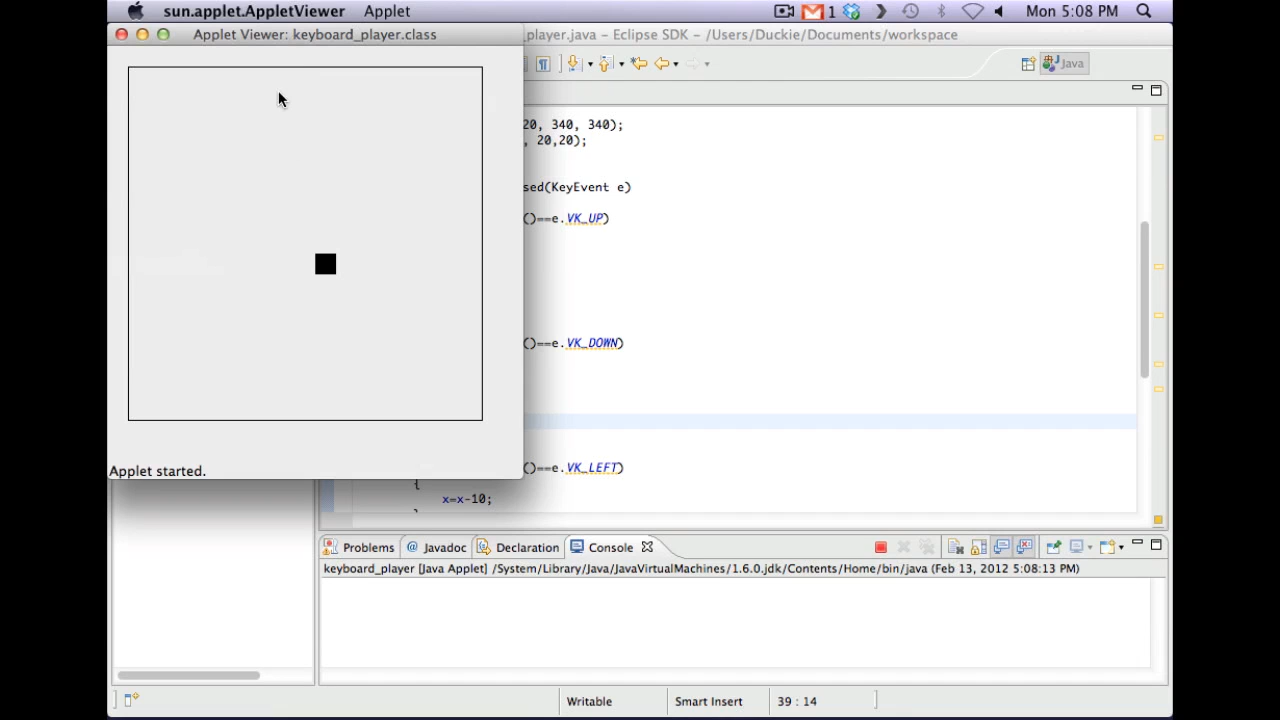 sun.applet.AppletViewer Applet 1 Mon 5:08 PM
Applet Viewer: keyboard_player.class
_player.java – Eclipse SDK – /Users/Duckie/Documents/workspace
Java
20, 340, 340);
, 20,20);
sed(KeyEvent e)
()==e.VK_UP)
()==e.VK_DOWN)
()==e.VK_LEFT)
{
x=x-10;
Applet started.
Problems @ Javadoc Declaration Console
keyboard_player [Java Applet] /System/Library/Java/JavaVirtualMachines/1.6.0.jdk/Contents/Home/bin/java (Feb 13, 2012 5:08:13 PM)
Writable Smart Insert 39 : 14